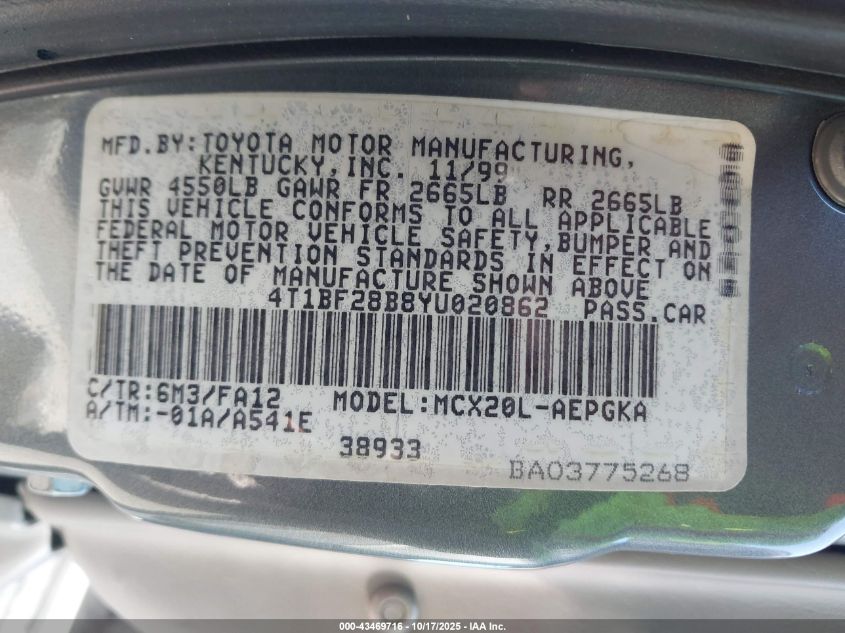 MFD.BY:TOYOTA MOTOR MANUFACTURING,
KENTUCKY,INC. 11/99
GVWR 4550LB GAWR FR 2665LB RR 2665LB
THIS VEHICLE CONFORMS TO ALL APPLICABLE
FEDERAL MOTOR VEHICLE SAFETY,BUMPER AND
THEFT PREVENTION STANDARDS IN EFFECT ON
THE DATE OF MANUFACTURE SHOWN ABOVE
4T1BF28B8YU020862 PASS.CAR
C/TR:6M3/FA12 MODEL:MCX20L-AEPGKA
A/TM:-01A/A541E
38933
BA03775268
000-43469716 - 10/17/2025 - IAA Inc.